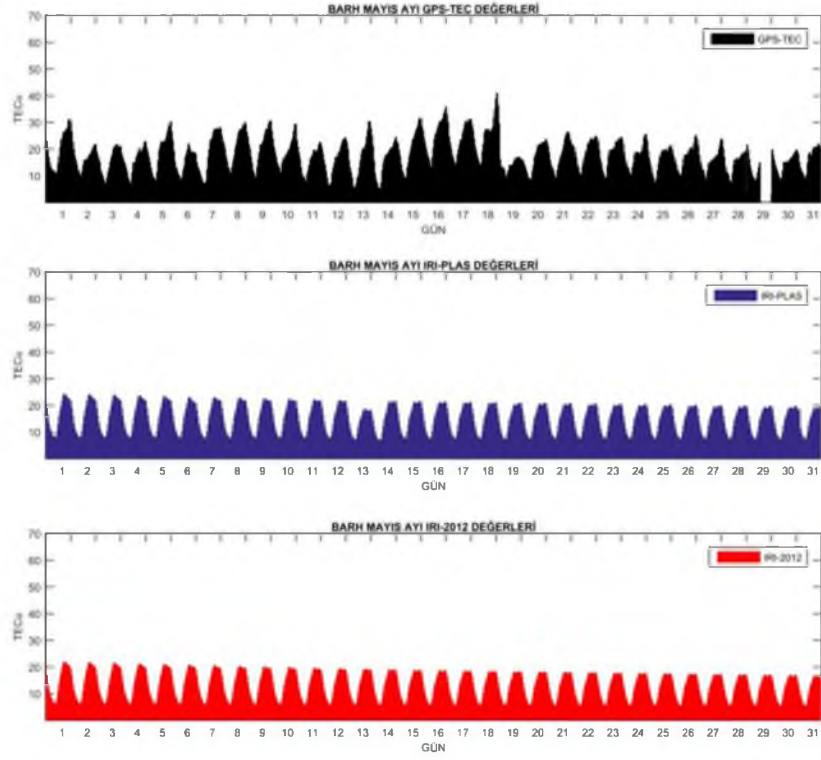 BARH MAYIS AYI GPS-TEC DEĞERLERİ
70
60
50
40
30
20
10
TECu
GPS-TEC
1 2 3 4 5 6 7 8 9 10 11 12 13 14 15 16 17 18 19 20 21 22 23 24 25 26 27 28 29 30 31
GÜN
BARH MAYIS AYI IRI-PLAS DEĞERLERİ
70
60
50
40
30
20
10
TECu
IRI-PLAS
1 2 3 4 5 6 7 8 9 10 11 12 13 14 15 16 17 18 19 20 21 22 23 24 25 26 27 28 29 30 31
GÜN
BARH MAYIS AYI IRI-2012 DEĞERLERİ
70
60
50
40
30
20
10
TECu
IRI-2012
1 2 3 4 5 6 7 8 9 10 11 12 13 14 15 16 17 18 19 20 21 22 23 24 25 26 27 28 29 30 31
GÜN